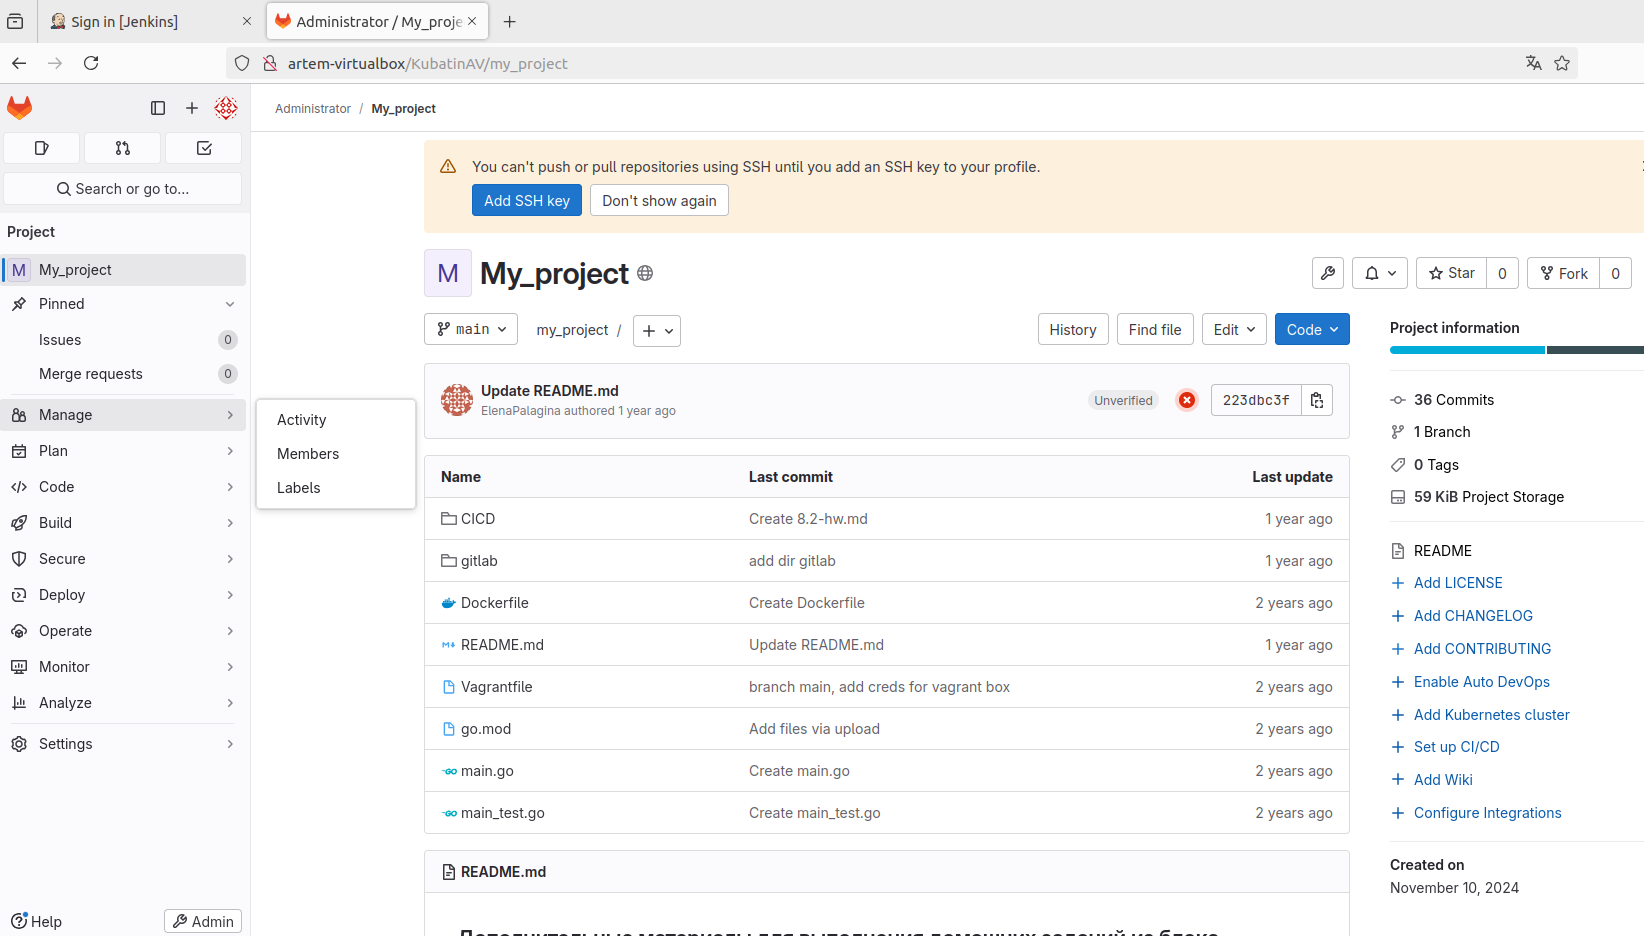 Sign in [Jenkins]
Administrator / My_proje
artem-virtualbox/KubatinAV/my_project
Administrator / My_project
Search or go to...
Project
M My_project
Pinned
Issues 0
Merge requests 0
Manage
Plan
Code
Build
Secure
Deploy
Operate
Monitor
Analyze
Settings
Help
Admin
Activity
Members
Labels
You can't push or pull repositories using SSH until you add an SSH key to your profile.
Add SSH key Don't show again
M My_project
Star 0 Fork 0
main my_project / History Find file Edit Code
Update README.md
ElenaPalagina authored 1 year ago
Unverified 223dbc3f
Name Last commit Last update
CICD Create 8.2-hw.md 1 year ago
gitlab add dir gitlab 1 year ago
Dockerfile Create Dockerfile 2 years ago
README.md Update README.md 1 year ago
Vagrantfile branch main, add creds for vagrant box 2 years ago
go.mod Add files via upload 2 years ago
main.go Create main.go 2 years ago
main_test.go Create main_test.go 2 years ago
README.md
Дополнительные материалы для выполнения домашних заданий из блока
Project information
36 Commits
1 Branch
0 Tags
59 KiB Project Storage
README
Add LICENSE
Add CHANGELOG
Add CONTRIBUTING
Enable Auto DevOps
Add Kubernetes cluster
Set up CI/CD
Add Wiki
Configure Integrations
Created on
November 10, 2024